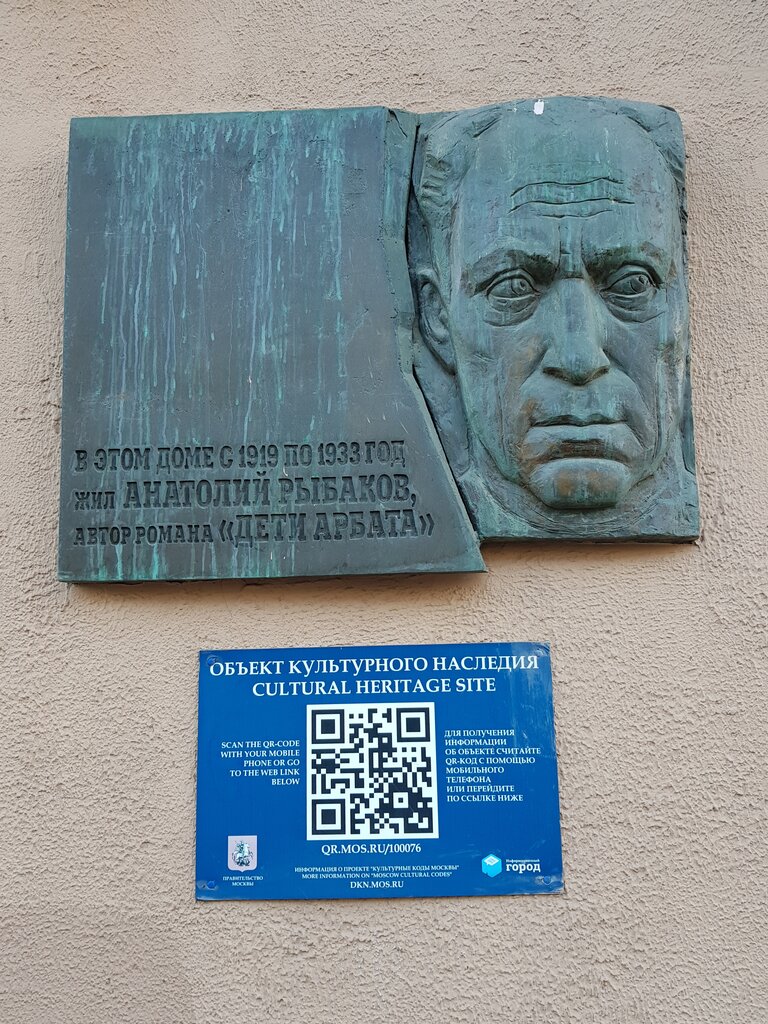 В ЭТОМ ДОМЕ С 1919 ПО 1933 ГОД
ЖИЛ АНАТОЛИЙ РЫБАКОВ,
АВТОР РОМАНА «ДЕТИ АРБАТА»
ОБЪЕКТ КУЛЬТУРНОГО НАСЛЕДИЯ
CULTURAL HERITAGE SITE
SCAN THE QR-CODE
WITH YOUR MOBILE
PHONE OR GO
TO THE WEB LINK
BELOW
ДЛЯ ПОЛУЧЕНИЯ
ИНФОРМАЦИИ
ОБ ОБЪЕКТЕ СЧИТАЙТЕ
QR-КОД С ПОМОЩЬЮ
МОБИЛЬНОГО
ТЕЛЕФОНА
ИЛИ ПЕРЕЙДИТЕ
ПО ССЫЛКЕ НИЖЕ
QR.MOS.RU/100076
ПРАВИТЕЛЬСТВО
МОСКВЫ
ИНФОРМАЦИЯ О ПРОЕКТЕ "КУЛЬТУРНЫЕ КОДЫ МОСКВЫ"
MORE INFORMATION ON "MOSCOW CULTURAL CODES"
DKN.MOS.RU
Информационный
город